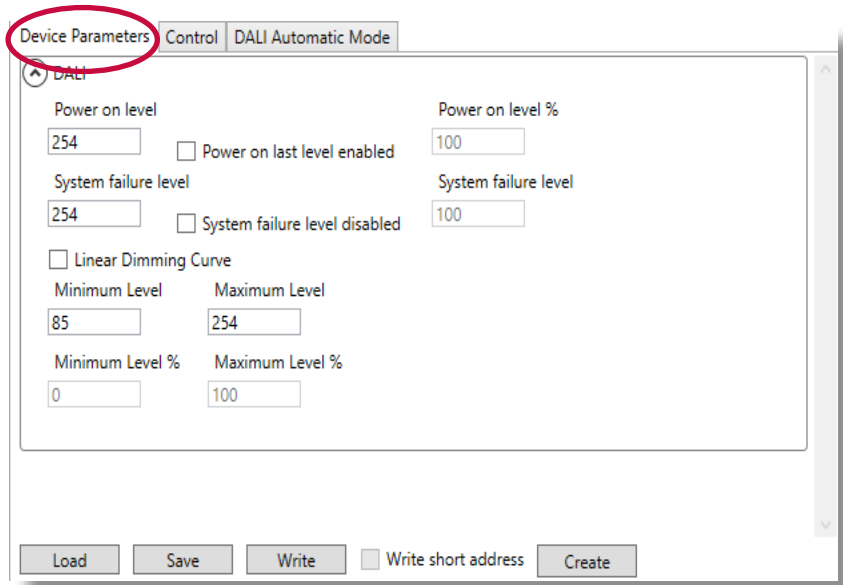 Device Parameters Control DALI Automatic Mode
DALI
Power on level Power on level %
254 Power on last level enabled 100
System failure level System failure level
254 System failure level disabled 100
Linear Dimming Curve
Minimum Level Maximum Level
85 254
Minimum Level % Maximum Level %
0 100
Load Save Write Write short address Create